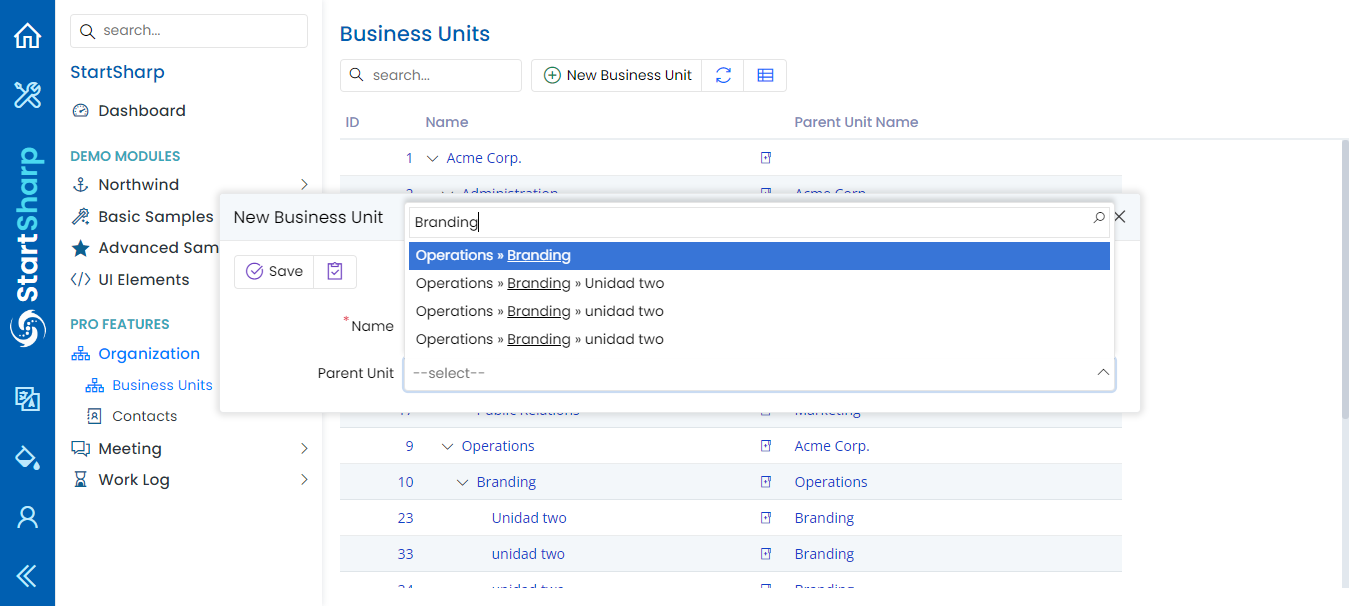 search...
StartSharp
Dashboard
DEMO MODULES
Northwind
Basic Samples
Advanced Sam
UI Elements
PRO FEATURES
Organization
Business Units
Contacts
Meeting
Work Log
StartSharp
Business Units
search...
New Business Unit
ID Name Parent Unit Name
1 Acme Corp.
2 Administration Acme Corp.
New Business Unit
Branding
Save
Operations » Branding
Operations » Branding » Unidad two
Operations » Branding » unidad two
Operations » Branding » unidad two
*Name
Parent Unit --select--
17 Public Relations Marketing
9 Operations Acme Corp.
10 Branding Operations
23 Unidad two Branding
33 unidad two Branding
34 unidad two Branding